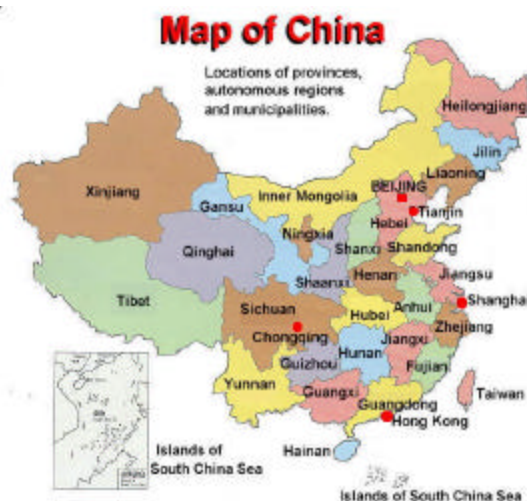 Map of China
Locations of provinces,
autonomous regions
and municipalities.
Heilongjiang
Jilin
Liaoning
Xinjiang
Gansu
Inner Mongolia
BEIJING
Tianjin
Hebei
Ningxia
Shanxi
Shandong
Qinghai
Shaanxi
Henan
Jiangsu
Tibet
Sichuan
Hubei
Anhui
Shangha
Chongqing
Zhejiang
Hunan
Jiangxi
Guizhou
Fujian
Yunnan
Guangxi
Guangdong
Taiwan
Hong Kong
Hainan
Islands of
South China Sea
Islands of South China Sea